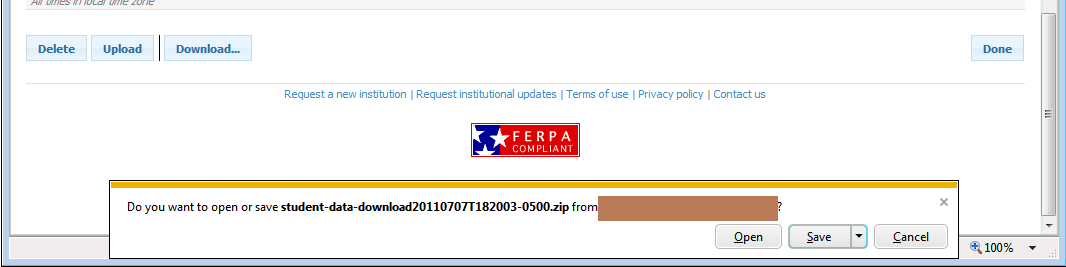 All times in local time zone
Delete Upload Download... Done
Request a new institution | Request institutional updates | Terms of use | Privacy policy | Contact us
FERPA
COMPLIANT
Do you want to open or save student-data-download20110707T182003-0500.zip from ?
Open Save Cancel
100%